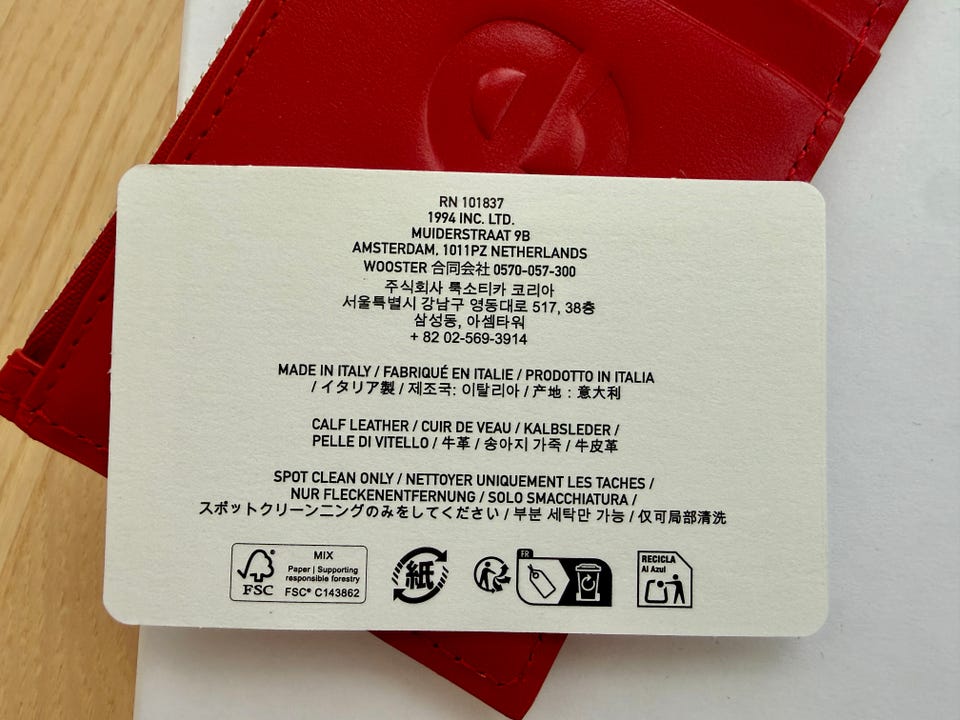 RN 101837
1994 INC. LTD.
MUIDERSTRAAT 9B
AMSTERDAM, 1011PZ NETHERLANDS
WOOSTER 合同会社 0570-057-300
주식회사 룩소티카 코리아
서울특별시 강남구 영동대로 517, 38층
삼성동, 아셈타워
+ 82 02-569-3914
MADE IN ITALY / FABRIQUÉ EN ITALIE / PRODOTTO IN ITALIA
/ イタリア製 / 제조국: 이탈리아 / 产地 : 意大利
CALF LEATHER / CUIR DE VEAU / KALBSLEDER /
PELLE DI VITELLO / 牛革 / 송아지 가죽 / 牛皮革
SPOT CLEAN ONLY / NETTOYER UNIQUEMENT LES TACHES /
NUR FLECKENENTFERNUNG / SOLO SMACCHIATURA /
スポットクリーンニングのみをしてください / 부분 세탁만 가능 / 仅可局部清洗
FSC
MIX
Paper | Supporting
responsible forestry
FSC® C143862
紙
FR
RECICLA
Al Azul